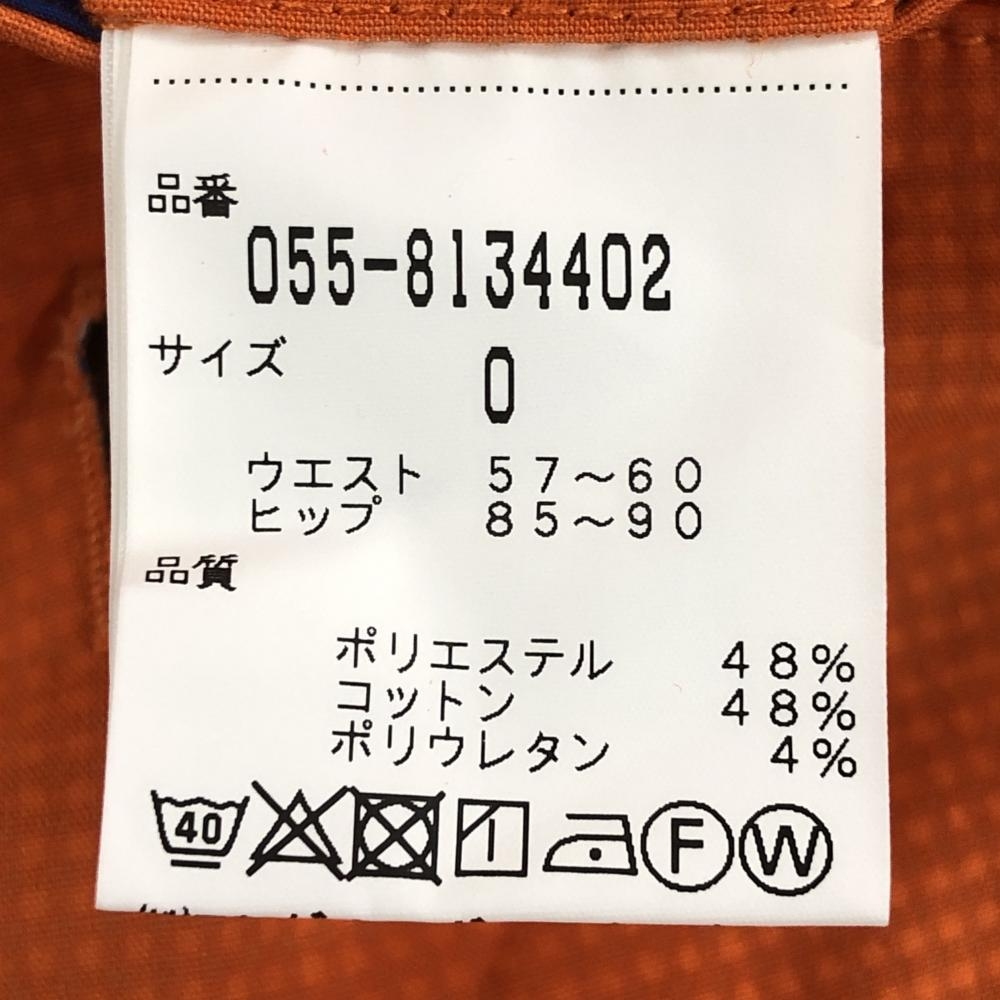 品番
055-8134402
サイズ
0
ウエスト 57～60
ヒップ 85～90
品質
ポリエステル 48%
コットン 48%
ポリウレタン 4%
40 F W